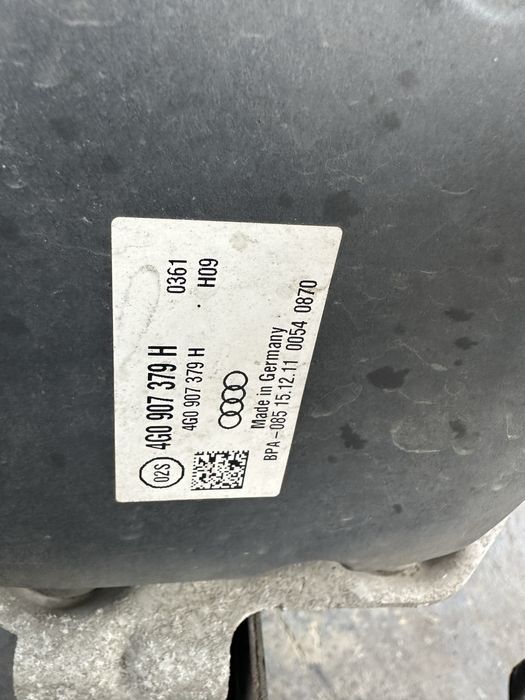 02S
4G0 907 379 H
0361
4G0 907 379 H
H09
Made in Germany
BPA-085 15.12.11 0054 0870